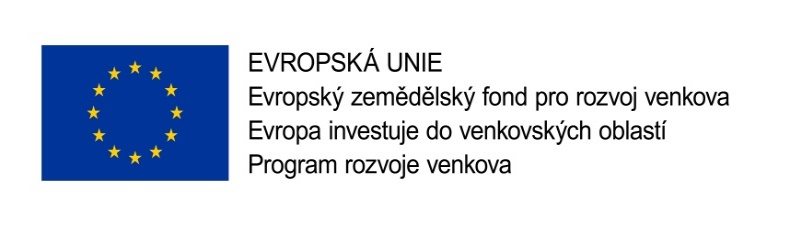 EVROPSKÁ UNIE
Evropský zemědělský fond pro rozvoj venkova
Evropa investuje do venkovských oblastí
Program rozvoje venkova